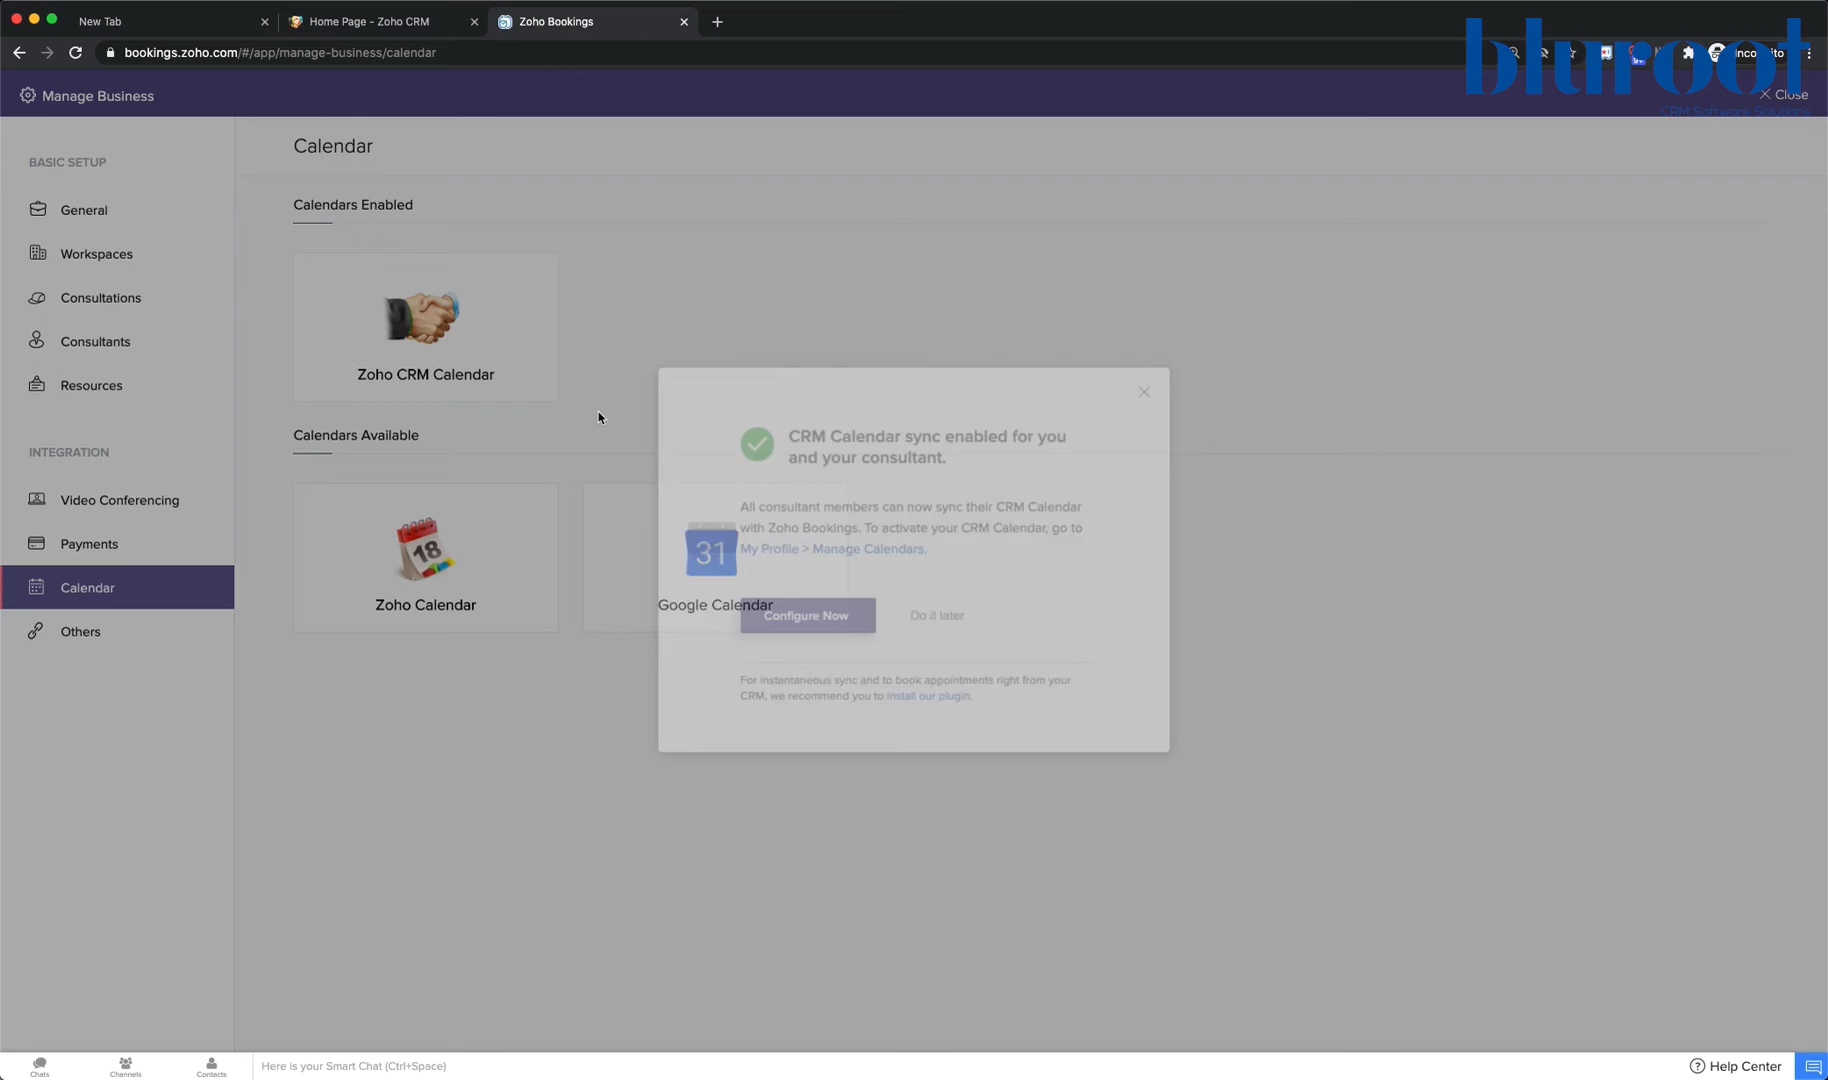 New Tab
Home Page - Zoho CRM
Zoho Bookings
bookings.zoho.com/#/app/manage-business/calendar
Incognito
bluroot
CRM Software Solutions
Manage Business
Close
BASIC SETUP
General
Workspaces
Consultations
Consultants
Resources
INTEGRATION
Video Conferencing
Payments
Calendar
Others
Calendar
Calendars Enabled
Zoho CRM Calendar
Calendars Available
18
Zoho Calendar
31
Google Calendar
CRM Calendar sync enabled for you
and your consultant.
All consultant members can now sync their CRM Calendar
with Zoho Bookings. To activate your CRM Calendar, go to
My Profile > Manage Calendars.
Configure Now
Do it later
For instantaneous sync and to book appointments right from your
CRM, we recommend you to install our plugin.
Chats
Channels
Contacts
Here is your Smart Chat (Ctrl+Space)
Help Center